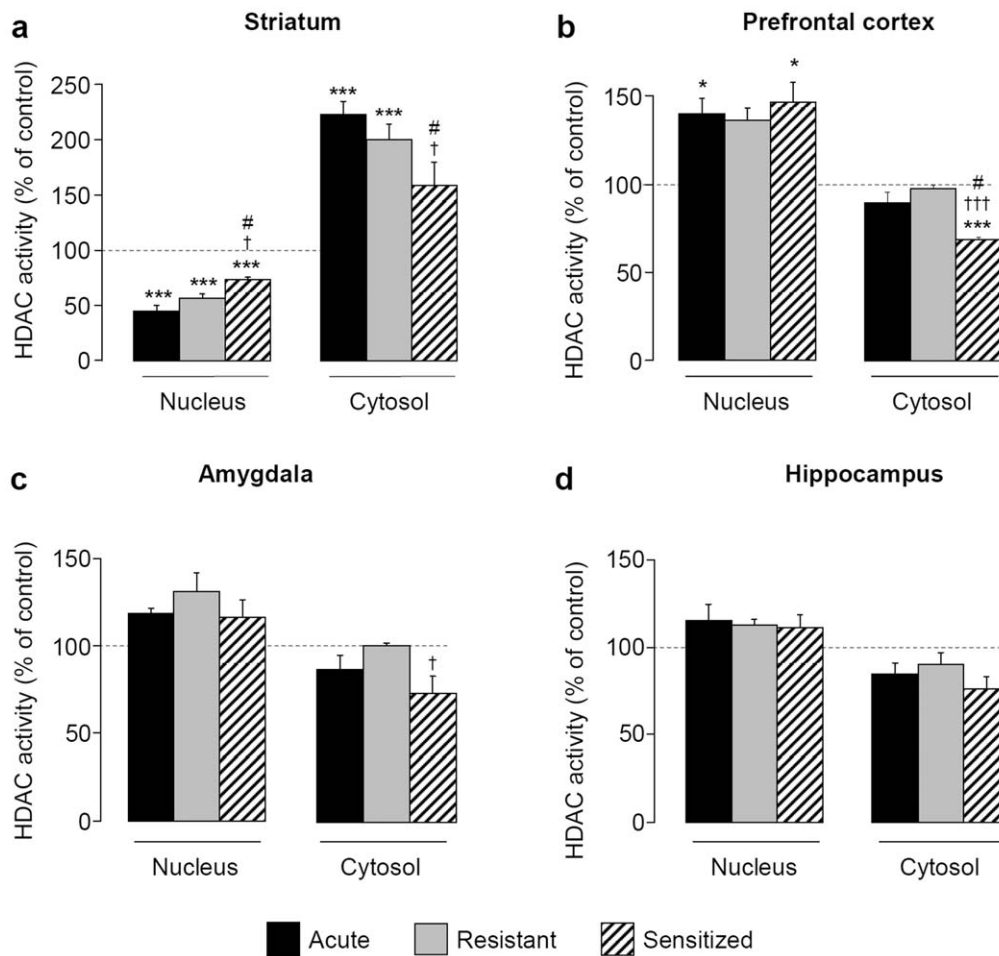 a Striatum
HDAC activity (% of control)
250
200
150
100
50
0
***
***
#
†
***
***
***
#
†
Nucleus Cytosol
b Prefrontal cortex
HDAC activity (% of control)
150
100
50
0
*
*
#
†††
***
Nucleus Cytosol
c Amygdala
HDAC activity (% of control)
150
100
50
0
†
Nucleus Cytosol
d Hippocampus
HDAC activity (% of control)
150
100
50
0
Nucleus Cytosol
Acute Resistant Sensitized